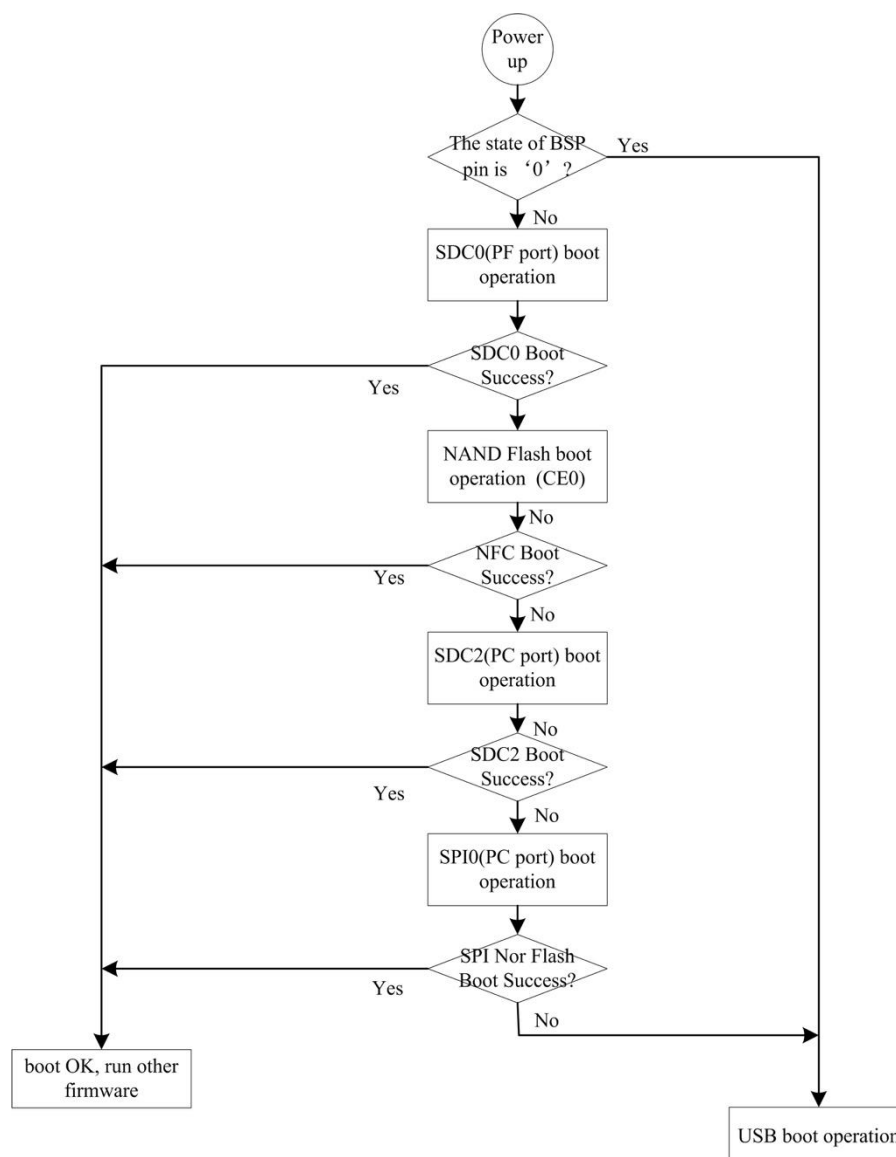 Power
up
The state of BSP
pin is ‘0’ ?
Yes
No
SDC0(PF port) boot
operation
SDC0 Boot
Success?
Yes
NAND Flash boot
operation (CE0)
No
NFC Boot
Success?
Yes
No
SDC2(PC port) boot
operation
No
SDC2 Boot
Success?
Yes
No
SPI0(PC port) boot
operation
SPI Nor Flash
Boot Success?
Yes
No
boot OK, run other
firmware
USB boot operation